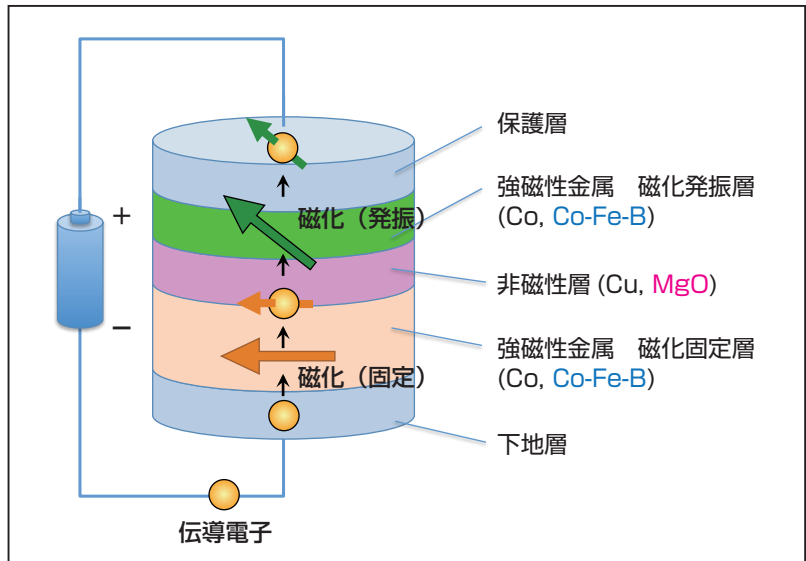 保護層
強磁性金属　磁化発振層
(Co, Co-Fe-B)
+
磁化（発振）
非磁性層 (Cu, MgO)
−
強磁性金属　磁化固定層
(Co, Co-Fe-B)
磁化（固定）
下地層
伝導電子